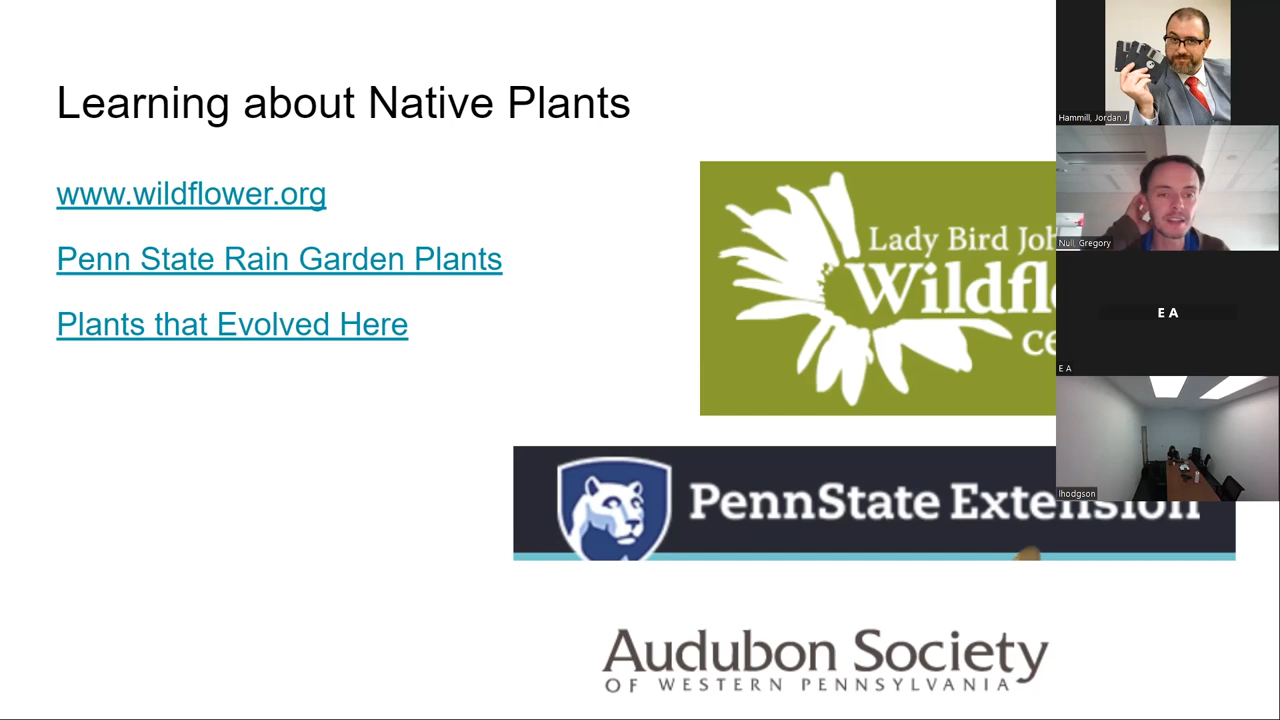 Learning about Native Plants
www.wildflower.org
Penn State Rain Garden Plants
Plants that Evolved Here
Lady Bird Joh
Wildfl
ce
PennState Extension
Audubon Society
OF WESTERN PENNSYLVANIA
Hammill, Jordan J
Null, Gregory
E A
E A
lhodgson